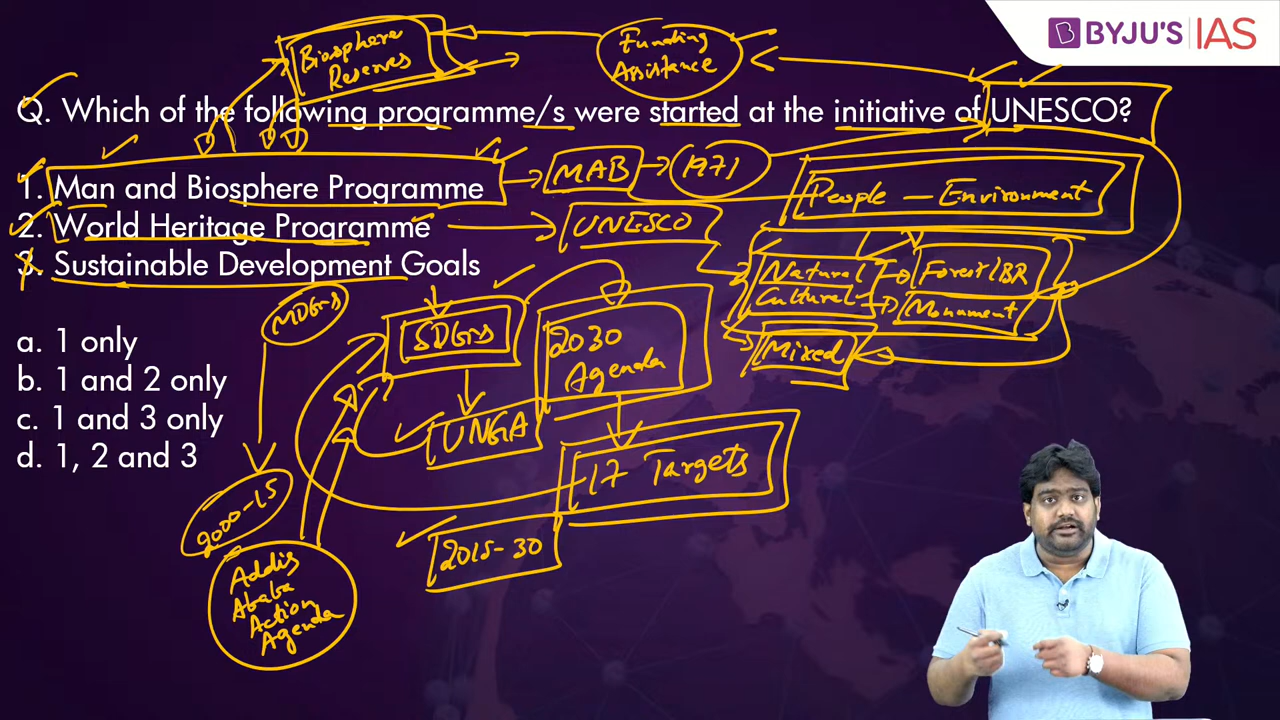 BYJU'S IAS
Biosphere
Reserves
Funding
Assistance
Q. Which of the following programme/s were started at the initiative of UNESCO?
1. Man and Biosphere Programme
MAB
1971
People - Environment
2. World Heritage Programme
UNESCO
3. Sustainable Development Goals
Natural
Cultural
Forest/BR
Monument
Mixed
MDGs
SDGs
2030
Agenda
a. 1 only
b. 1 and 2 only
c. 1 and 3 only
d. 1, 2 and 3
UNGA
17 Targets
2000-15
2015-30
Addis
Ababa
Action
Agenda